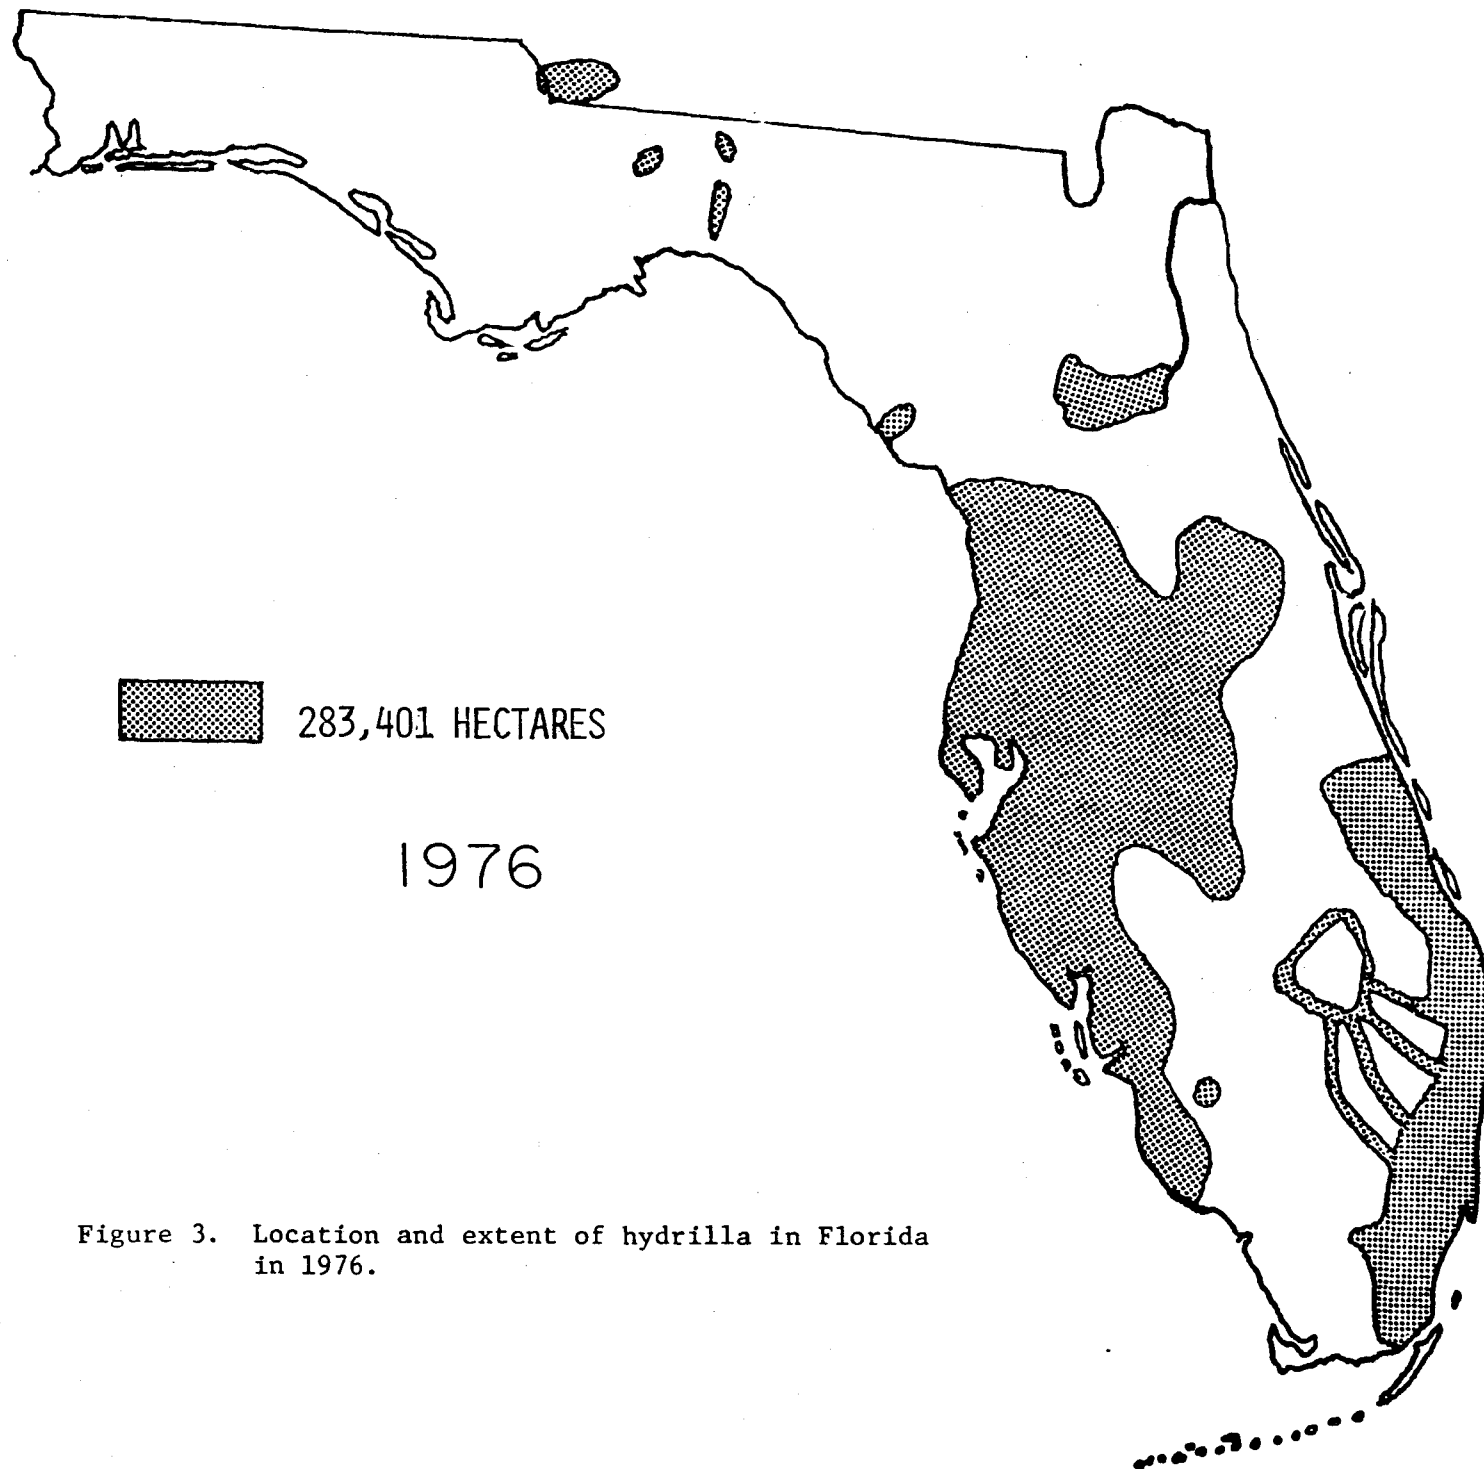 283,401 HECTARES
1976
Figure 3. Location and extent of hydrilla in Florida
in 1976.